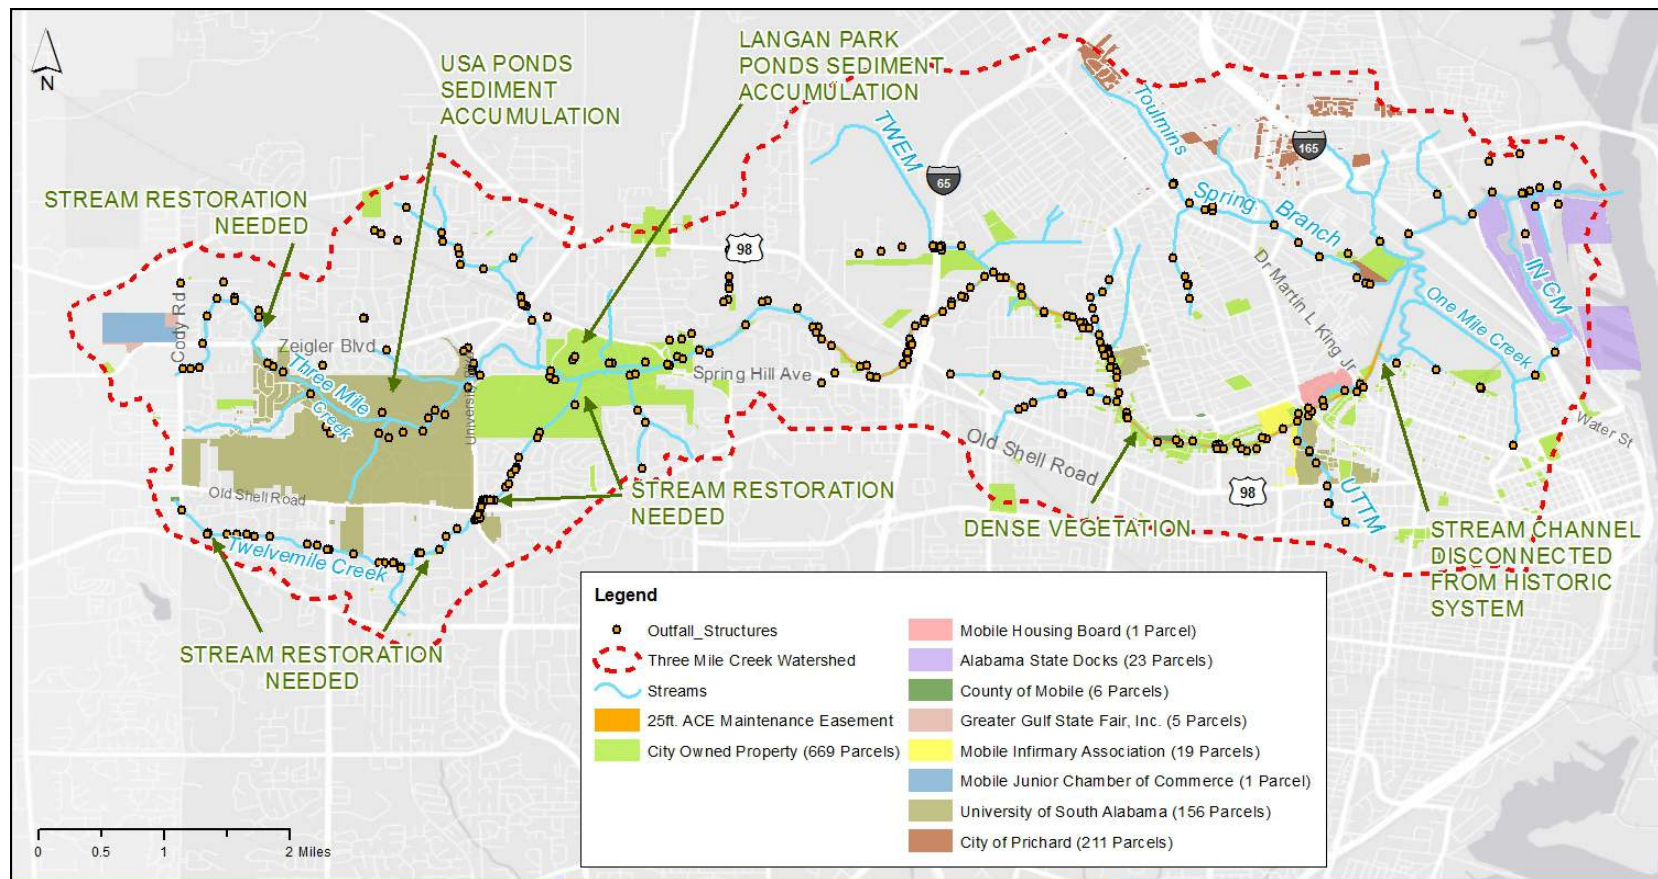 N
USA PONDS
SEDIMENT
ACCUMULATION
LANGAN PARK
PONDS SEDIMENT
ACCUMULATION
STREAM RESTORATION
NEEDED
TWEM
65
Toulmins
Spring
Branch
165
98
Cody Rd
Zeigler Blvd
Three Mile
Creek
University Blvd
Spring Hill Ave
Dr Martin L King Jr
One Mile Creek
IN-CM
Water St
Old Shell Road
Old Shell Road
98
UTTM
Twelvemile Creek
STREAM RESTORATION
NEEDED
DENSE VEGETATION
STREAM CHANNEL
DISCONNECTED
FROM HISTORIC
SYSTEM
STREAM RESTORATION
NEEDED
Legend
Outfall_Structures
Three Mile Creek Watershed
Streams
25ft. ACE Maintenance Easement
City Owned Property (669 Parcels)
Mobile Housing Board (1 Parcel)
Alabama State Docks (23 Parcels)
County of Mobile (6 Parcels)
Greater Gulf State Fair, Inc. (5 Parcels)
Mobile Infirmary Association (19 Parcels)
Mobile Junior Chamber of Commerce (1 Parcel)
University of South Alabama (156 Parcels)
City of Prichard (211 Parcels)
0 0.5 1 2 Miles